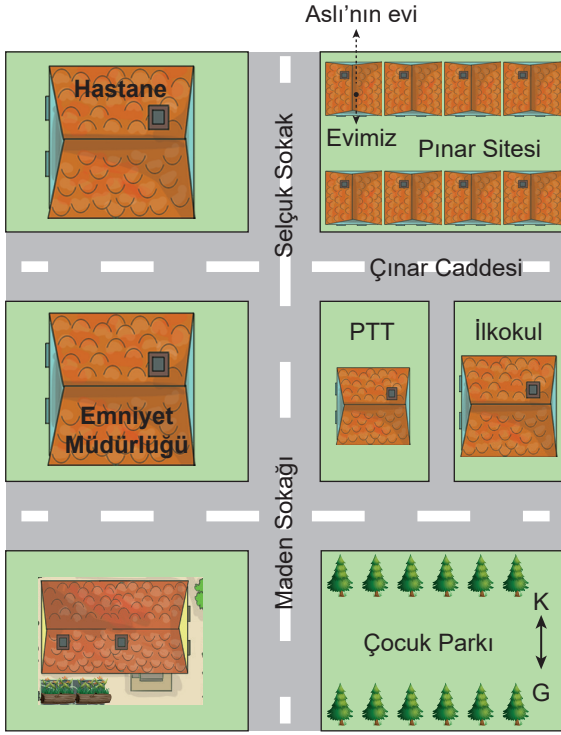 Aslı’nın evi
Hastane
Evimiz
Pınar Sitesi
Selçuk Sokak
Çınar Caddesi
PTT
İlkokul
Emniyet
Müdürlüğü
Maden Sokağı
Çocuk Parkı
K
G